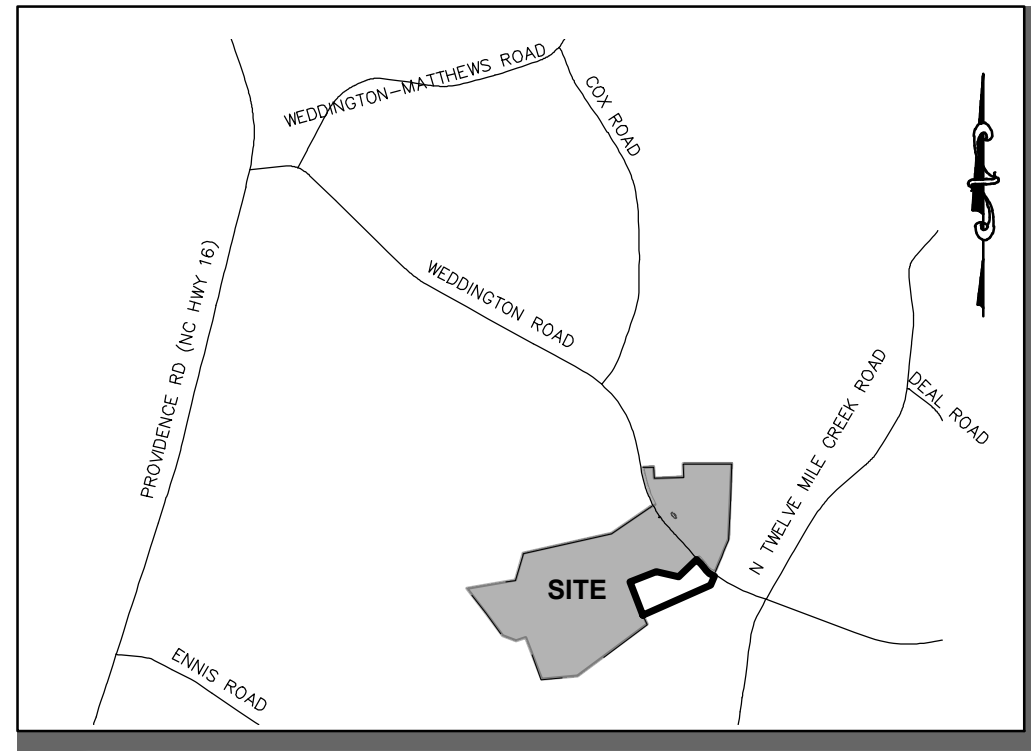 WEDDINGTON-MATTHEWS ROAD
COX ROAD
WEDDINGTON ROAD
PROVIDENCE RD (NC HWY 16)
N TWELVE MILE CREEK ROAD
DEAL ROAD
SITE
ENNIS ROAD